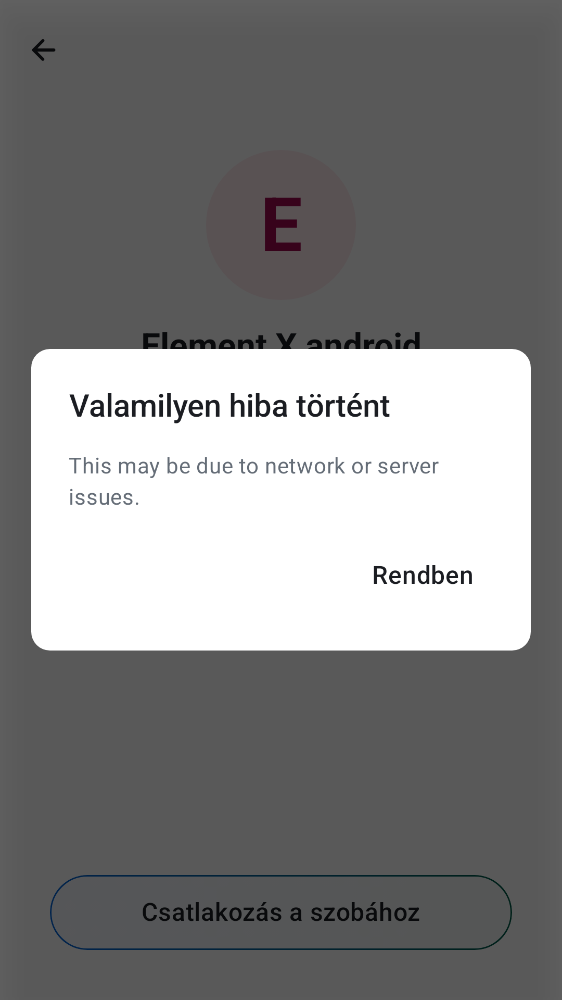 E
Element X android
Valamilyen hiba történt
This may be due to network or server
issues.
Rendben
Csatlakozás a szobához